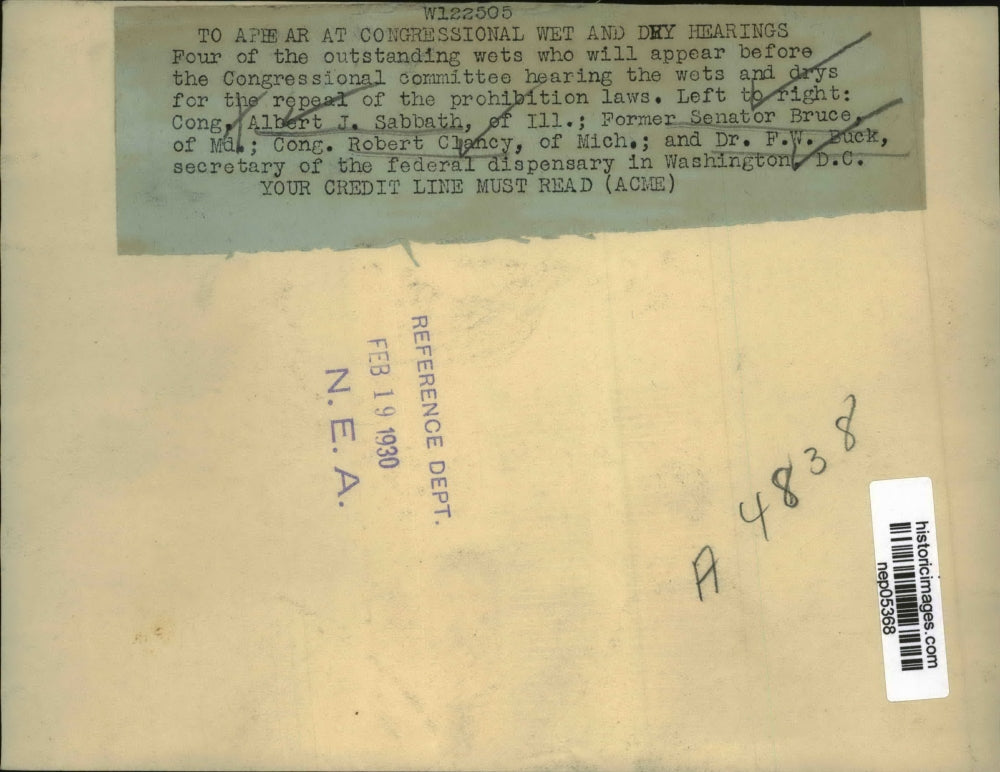 W122505
TO APPEAR AT CONGRESSIONAL WET AND DRY HEARINGS
Four of the outstanding wets who will appear before
the Congressional committee hearing the wets and drys
for the repeal of the prohibition laws. Left to right:
Cong. Albert J. Sabbath, of Ill.; Former Senator Bruce,
of Md.; Cong. Robert Clancy, of Mich.; and Dr. F.W. Buck,
secretary of the federal dispensary in Washington, D.C.
YOUR CREDIT LINE MUST READ (ACME)
REFERENCE DEPT.
FEB 19 1930
N. E. A.
A 4838
historicimages.com
nep05368